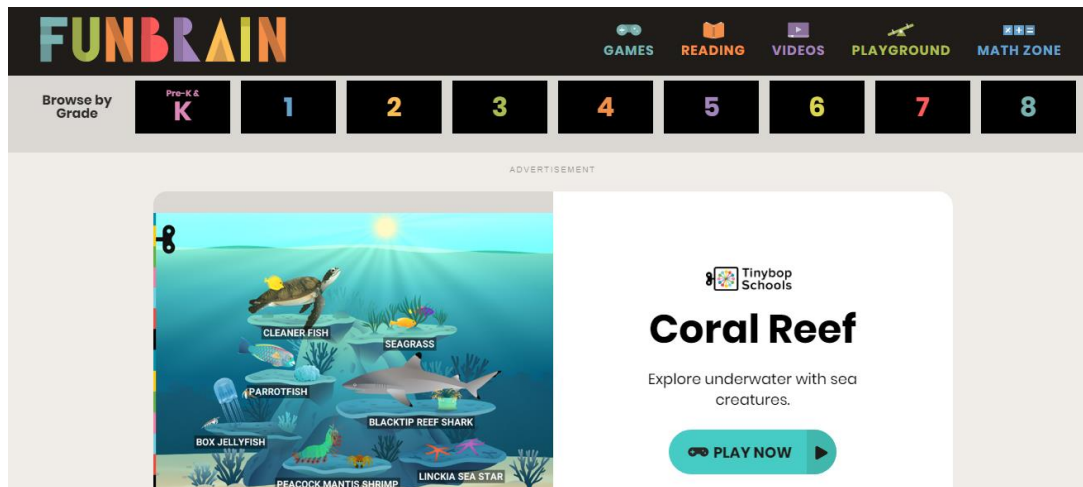 FUNBRAIN
GAMES
READING
VIDEOS
PLAYGROUND
MATH ZONE
Browse by
Grade
Pre-K &
K
1
2
3
4
5
6
7
8
ADVERTISEMENT
CLEANER FISH
SEAGRASS
PARROTFISH
BLACKTIP REEF SHARK
BOX JELLYFISH
LINCKIA SEA STAR
PEACOCK MANTIS SHRIMP
Tinybop
Schools
Coral Reef
Explore underwater with sea
creatures.
PLAY NOW